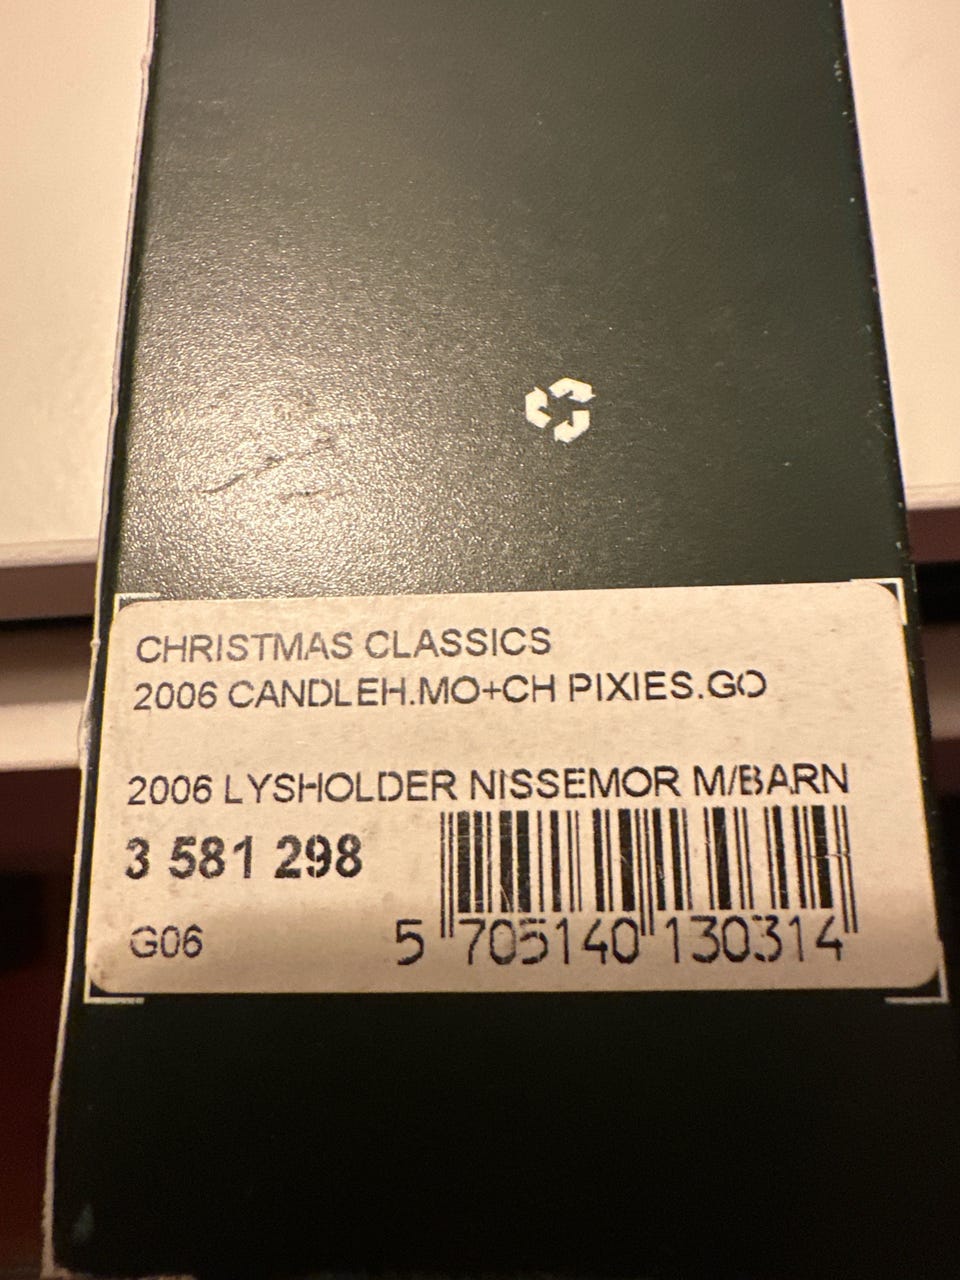 CHRISTMAS CLASSICS
2006 CANDLEH.MO+CH PIXIES.GO
2006 LYSHOLDER NISSEMOR M/BARN
3 581 298
G06
5 705140 130314